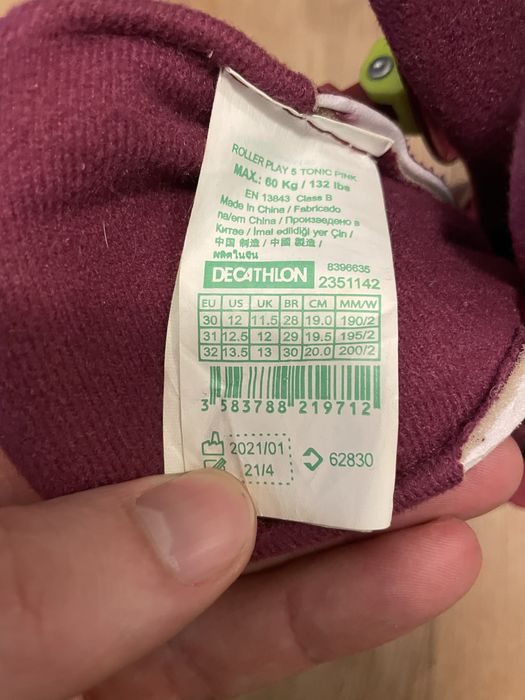 ROLLER PLAY 5 TONIC PINK
MAX.: 60 Kg / 132 lbs
EN 13843 Class B
Made in China / Fabricado
na/em China / Произведено в
Китае / İmal edildiği yer Çin /
中国 制造 / 中國 製造 /
ผลิตในจีน
DECATHLON 8396635
2351142
EU US UK BR CM MM/W
30 12 11.5 28 19.0 190/2
31 12.5 12 29 19.5 195/2
32 13.5 13 30 20.0 200/2
3 583788 219712
2021/01
21/4
62830